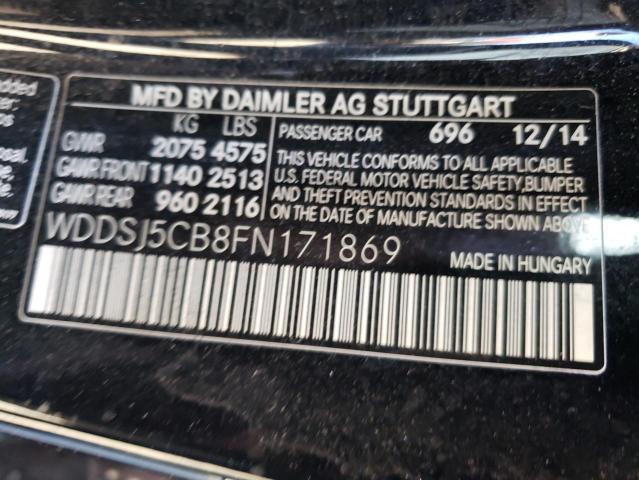 MFD BY DAIMLER AG STUTTGART
KG LBS
GVWR 2075 4575
GAWR FRONT 1140 2513
GAWR REAR 960 2116
PASSENGER CAR 696 12/14
THIS VEHICLE CONFORMS TO ALL APPLICABLE
U.S. FEDERAL MOTOR VEHICLE SAFETY, BUMPER
AND THEFT PREVENTION STANDARDS IN EFFECT
ON THE DATE OF MANUFACTURE SHOWN ABOVE.
WDDSJ5CB8FN171869
MADE IN HUNGARY